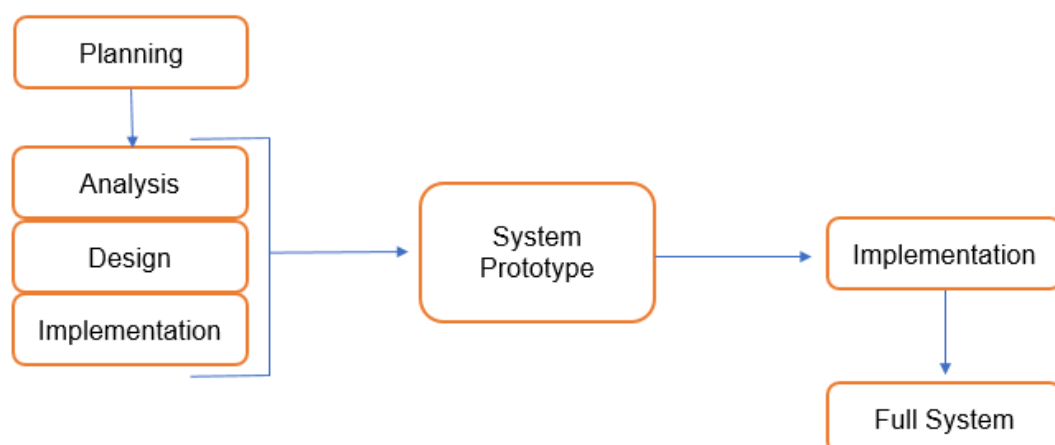 Planning
Analysis
Design
Implementation
System
Prototype
Implementation
Full System